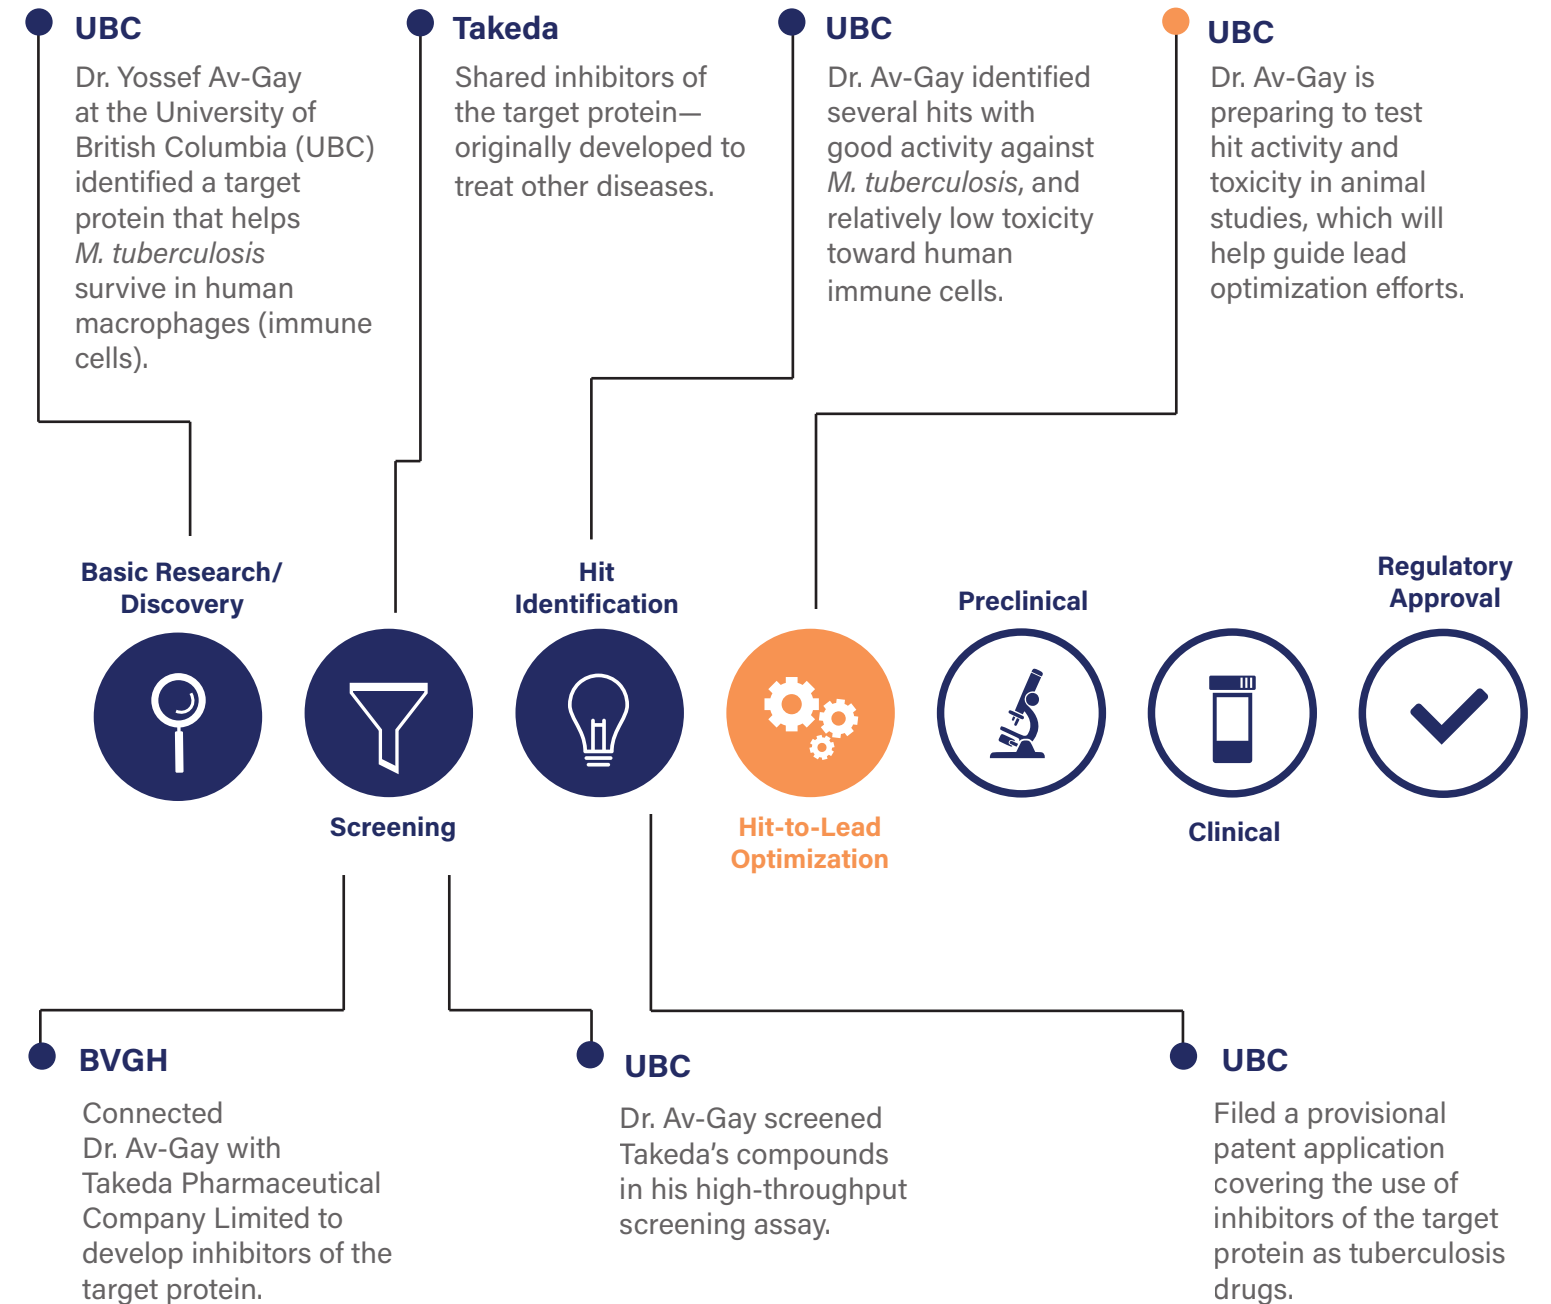 UBC
Dr. Yossef Av-Gay
at the University of
British Columbia (UBC)
identified a target
protein that helps
M. tuberculosis
survive in human
macrophages (immune
cells).
Takeda
Shared inhibitors of
the target protein—
originally developed to
treat other diseases.
UBC
Dr. Av-Gay identified
several hits with
good activity against
M. tuberculosis, and
relatively low toxicity
toward human
immune cells.
UBC
Dr. Av-Gay is
preparing to test
hit activity and
toxicity in animal
studies, which will
help guide lead
optimization efforts.
Basic Research/
Discovery
Screening
Hit
Identification
Hit-to-Lead
Optimization
Preclinical
Clinical
Regulatory
Approval
BVGH
Connected
Dr. Av-Gay with
Takeda Pharmaceutical
Company Limited to
develop inhibitors of the
target protein.
UBC
Dr. Av-Gay screened
Takeda’s compounds
in his high-throughput
screening assay.
UBC
Filed a provisional
patent application
covering the use of
inhibitors of the target
protein as tuberculosis
drugs.